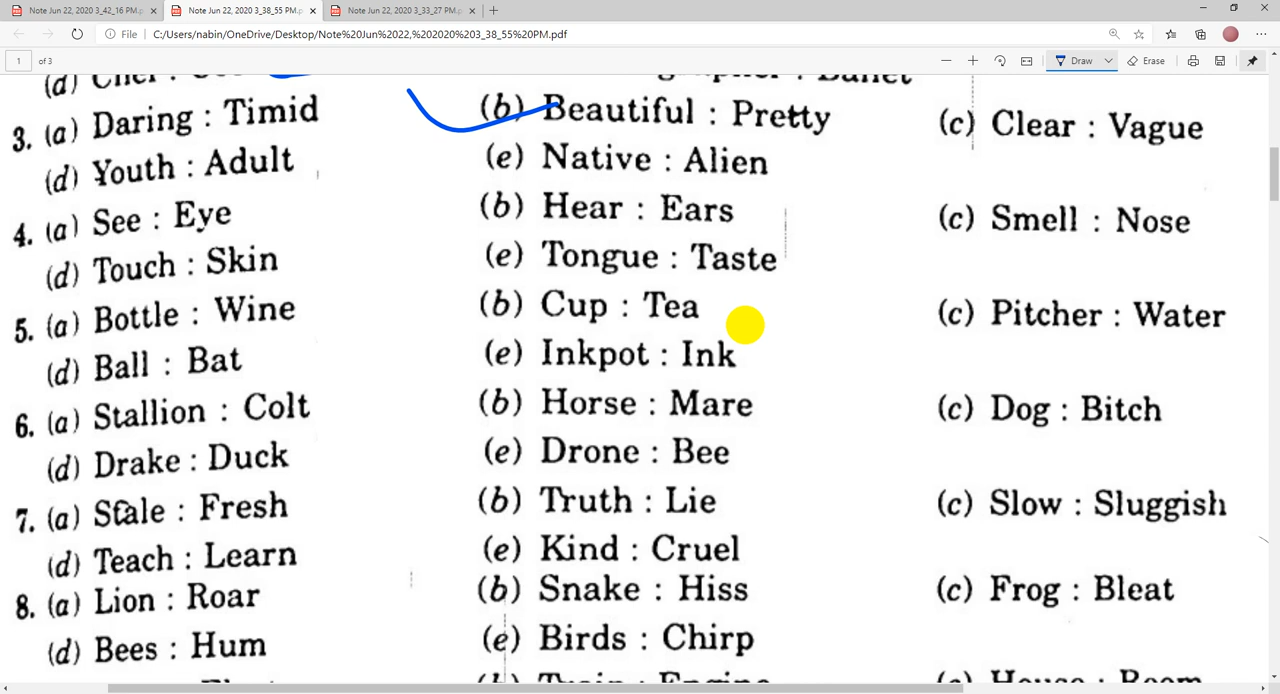 Note Jun 22, 2020 3_42_16 PM.p
Note Jun 22, 2020 3_38_55 PM.p
Note Jun 22, 2020 3_33_27 PM.p
File C:/Users/nabin/OneDrive/Desktop/Note%20Jun%2022,%202020%203_38_55%20PM.pdf
1 of 3 Draw Erase
3. (a) Daring : Timid (b) Beautiful : Pretty (c) Clear : Vague
(d) Youth : Adult (e) Native : Alien
4. (a) See : Eye (b) Hear : Ears (c) Smell : Nose
(d) Touch : Skin (e) Tongue : Taste
5. (a) Bottle : Wine (b) Cup : Tea (c) Pitcher : Water
(d) Ball : Bat (e) Inkpot : Ink
6. (a) Stallion : Colt (b) Horse : Mare (c) Dog : Bitch
(d) Drake : Duck (e) Drone : Bee
7. (a) Stale : Fresh (b) Truth : Lie (c) Slow : Sluggish
(d) Teach : Learn (e) Kind : Cruel
8. (a) Lion : Roar (b) Snake : Hiss (c) Frog : Bleat
(d) Bees : Hum (e) Birds : Chirp